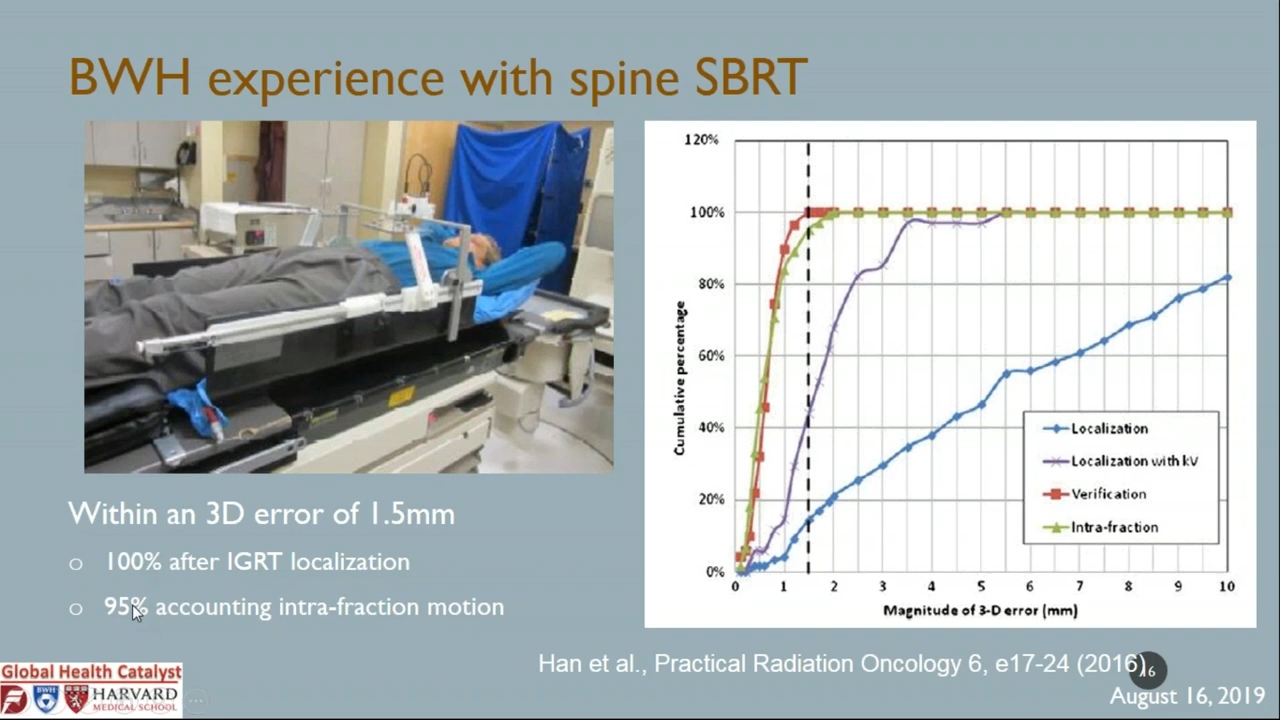 BWH experience with spine SBRT
Within an 3D error of 1.5mm
100% after IGRT localization
95% accounting intra-fraction motion
120%
100%
80%
60%
40%
20%
0%
Cumulative percentage
0 1 2 3 4 5 6 7 8 9 10
Magnitude of 3-D error (mm)
Localization
Localization with kV
Verification
Intra-fraction
Han et al., Practical Radiation Oncology 6, e17-24 (2016)
16
August 16, 2019
Global Health Catalyst
BWH
HARVARD
MEDICAL SCHOOL